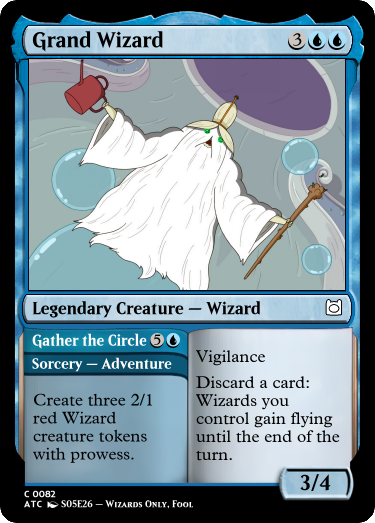 Grand Wizard 3
Legendary Creature — Wizard
Gather the Circle 5
Sorcery — Adventure
Create three 2/1
red Wizard
creature tokens
with prowess.
Vigilance
Discard a card:
Wizards you
control gain flying
until the end of the
turn.
3/4
C 0082
ATC S05E26 – Wizards Only, Fool